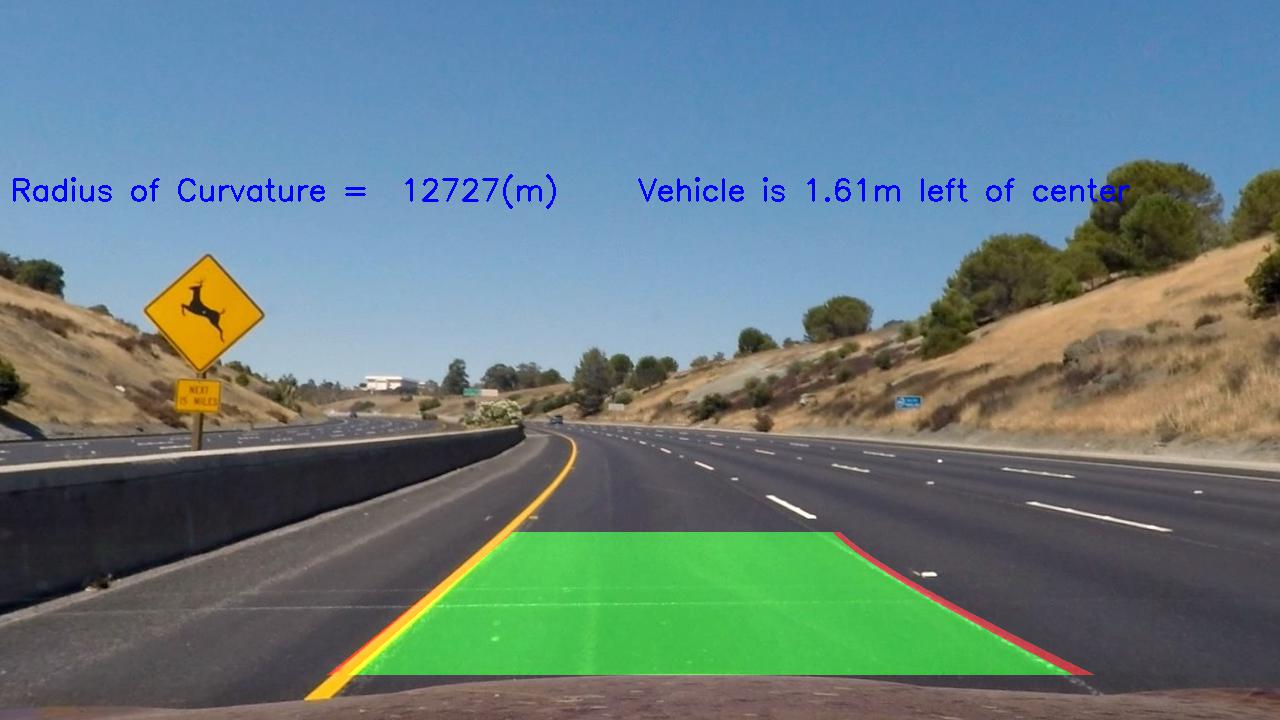 Radius of Curvature = 12727(m) Vehicle is 1.61m left of center
NEXT
15 MILES